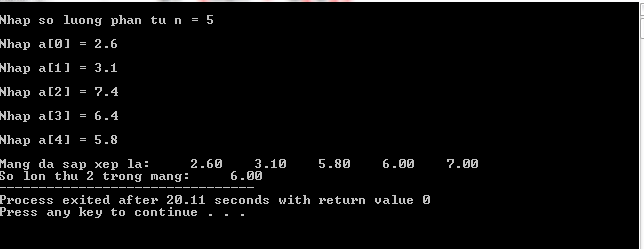 Nhap so luong phan tu n = 5
Nhap a[0] = 2.6
Nhap a[1] = 3.1
Nhap a[2] = 7.4
Nhap a[3] = 6.4
Nhap a[4] = 5.8
Mang da sap xep la: 2.60 3.10 5.80 6.00 7.00
So lon thu 2 trong mang: 6.00
--------------------------------
Process exited after 20.11 seconds with return value 0
Press any key to continue . . .